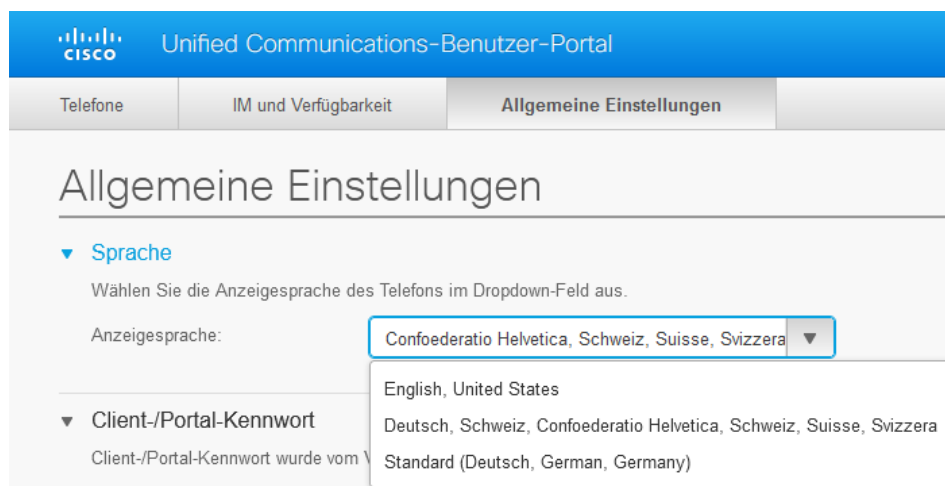 CISCO Unified Communications-Benutzer-Portal
Telefone IM und Verfügbarkeit Allgemeine Einstellungen
Allgemeine Einstellungen
Sprache
Wählen Sie die Anzeigesprache des Telefons im Dropdown-Feld aus.
Anzeigesprache: Confoederatio Helvetica, Schweiz, Suisse, Svizzera
English, United States
Client-/Portal-Kennwort
Deutsch, Schweiz, Confoederatio Helvetica, Schweiz, Suisse, Svizzera
Client-/Portal-Kennwort wurde vom
Standard (Deutsch, German, Germany)